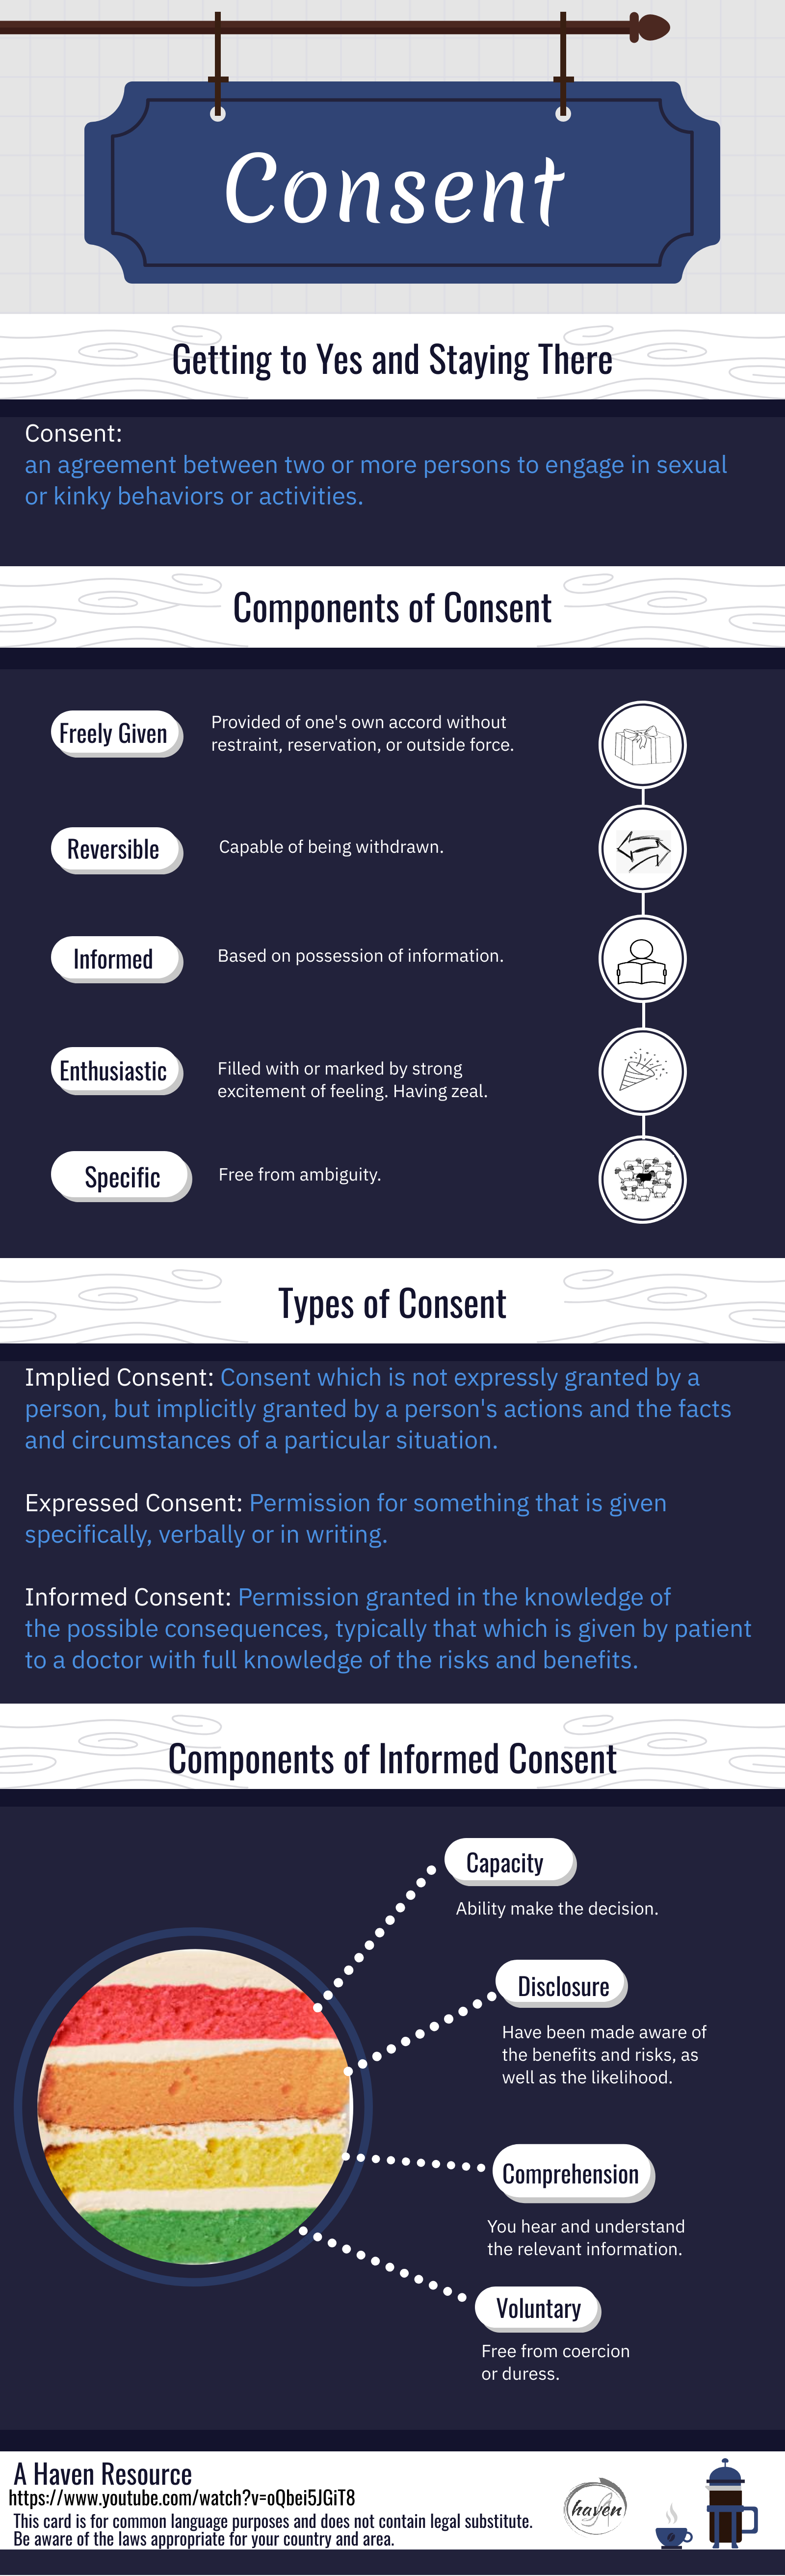 Consent
Getting to Yes and Staying There
Consent:
an agreement between two or more persons to engage in sexual
or kinky behaviors or activities.
Components of Consent
Freely Given
Provided of one's own accord without
restraint, reservation, or outside force.
Reversible
Capable of being withdrawn.
Informed
Based on possession of information.
Enthusiastic
Filled with or marked by strong
excitement of feeling. Having zeal.
Specific
Free from ambiguity.
Types of Consent
Implied Consent: Consent which is not expressly granted by a
person, but implicitly granted by a person's actions and the facts
and circumstances of a particular situation.
Expressed Consent: Permission for something that is given
specifically, verbally or in writing.
Informed Consent: Permission granted in the knowledge of
the possible consequences, typically that which is given by patient
to a doctor with full knowledge of the risks and benefits.
Components of Informed Consent
Capacity
Ability make the decision.
Disclosure
Have been made aware of
the benefits and risks, as
well as the likelihood.
Comprehension
You hear and understand
the relevant information.
Voluntary
Free from coercion
or duress.
A Haven Resource
https://www.youtube.com/watch?v=oQbei5JGiT8
This card is for common language purposes and does not contain legal substitute.
Be aware of the laws appropriate for your country and area.
haven